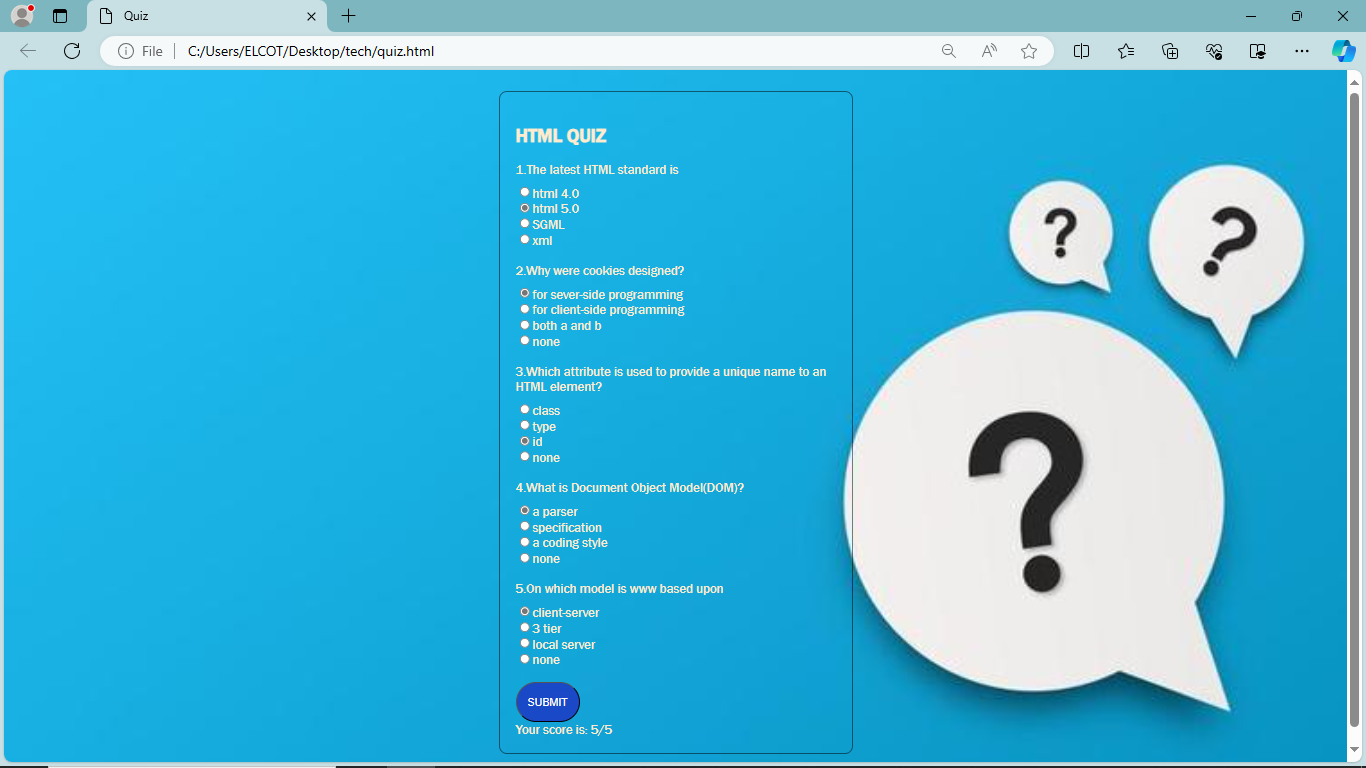 Quiz
File
C:/Users/ELCOT/Desktop/tech/quiz.html
HTML QUIZ
1.The latest HTML standard is
html 4.0
html 5.0
SGML
xml
2.Why were cookies designed?
for sever-side programming
for client-side programming
both a and b
none
3.Which attribute is used to provide a unique name to an
HTML element?
class
type
id
none
4.What is Document Object Model(DOM)?
a parser
specification
a coding style
none
5.On which model is www based upon
client-server
3 tier
local server
none
SUBMIT
Your score is: 5/5
?
?
?